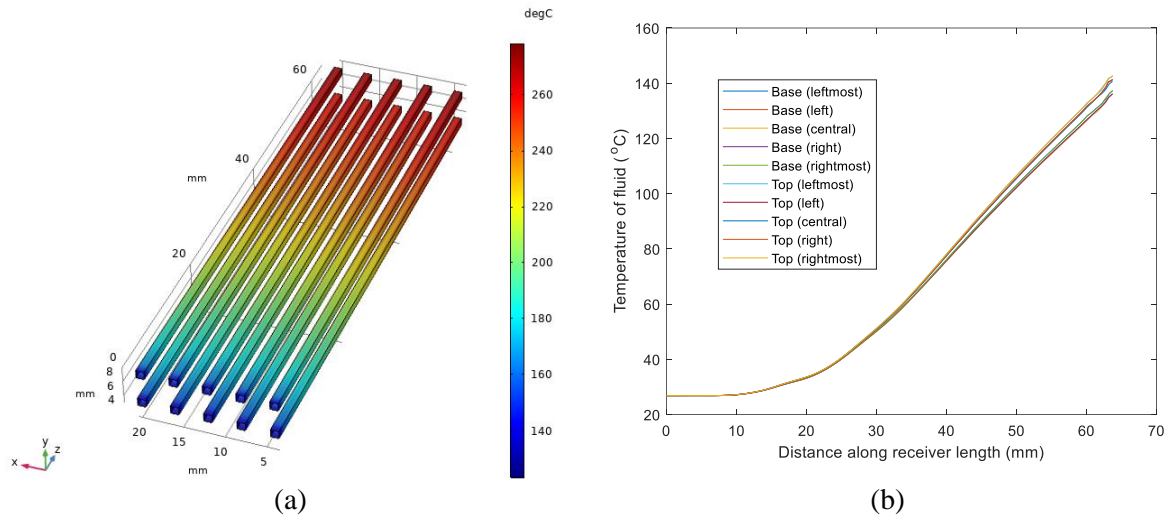 degC
60
40
mm
20
0
8
6
4
mm
20
15
10
5
mm
y
z
x
260
240
220
200
180
160
140
(a)
160
140
120
100
80
60
40
20
Temperature of fluid ( °C)
Base (leftmost)
Base (left)
Base (central)
Base (right)
Base (rightmost)
Top (leftmost)
Top (left)
Top (central)
Top (right)
Top (rightmost)
0 10 20 30 40 50 60 70
Distance along receiver length (mm)
(b)